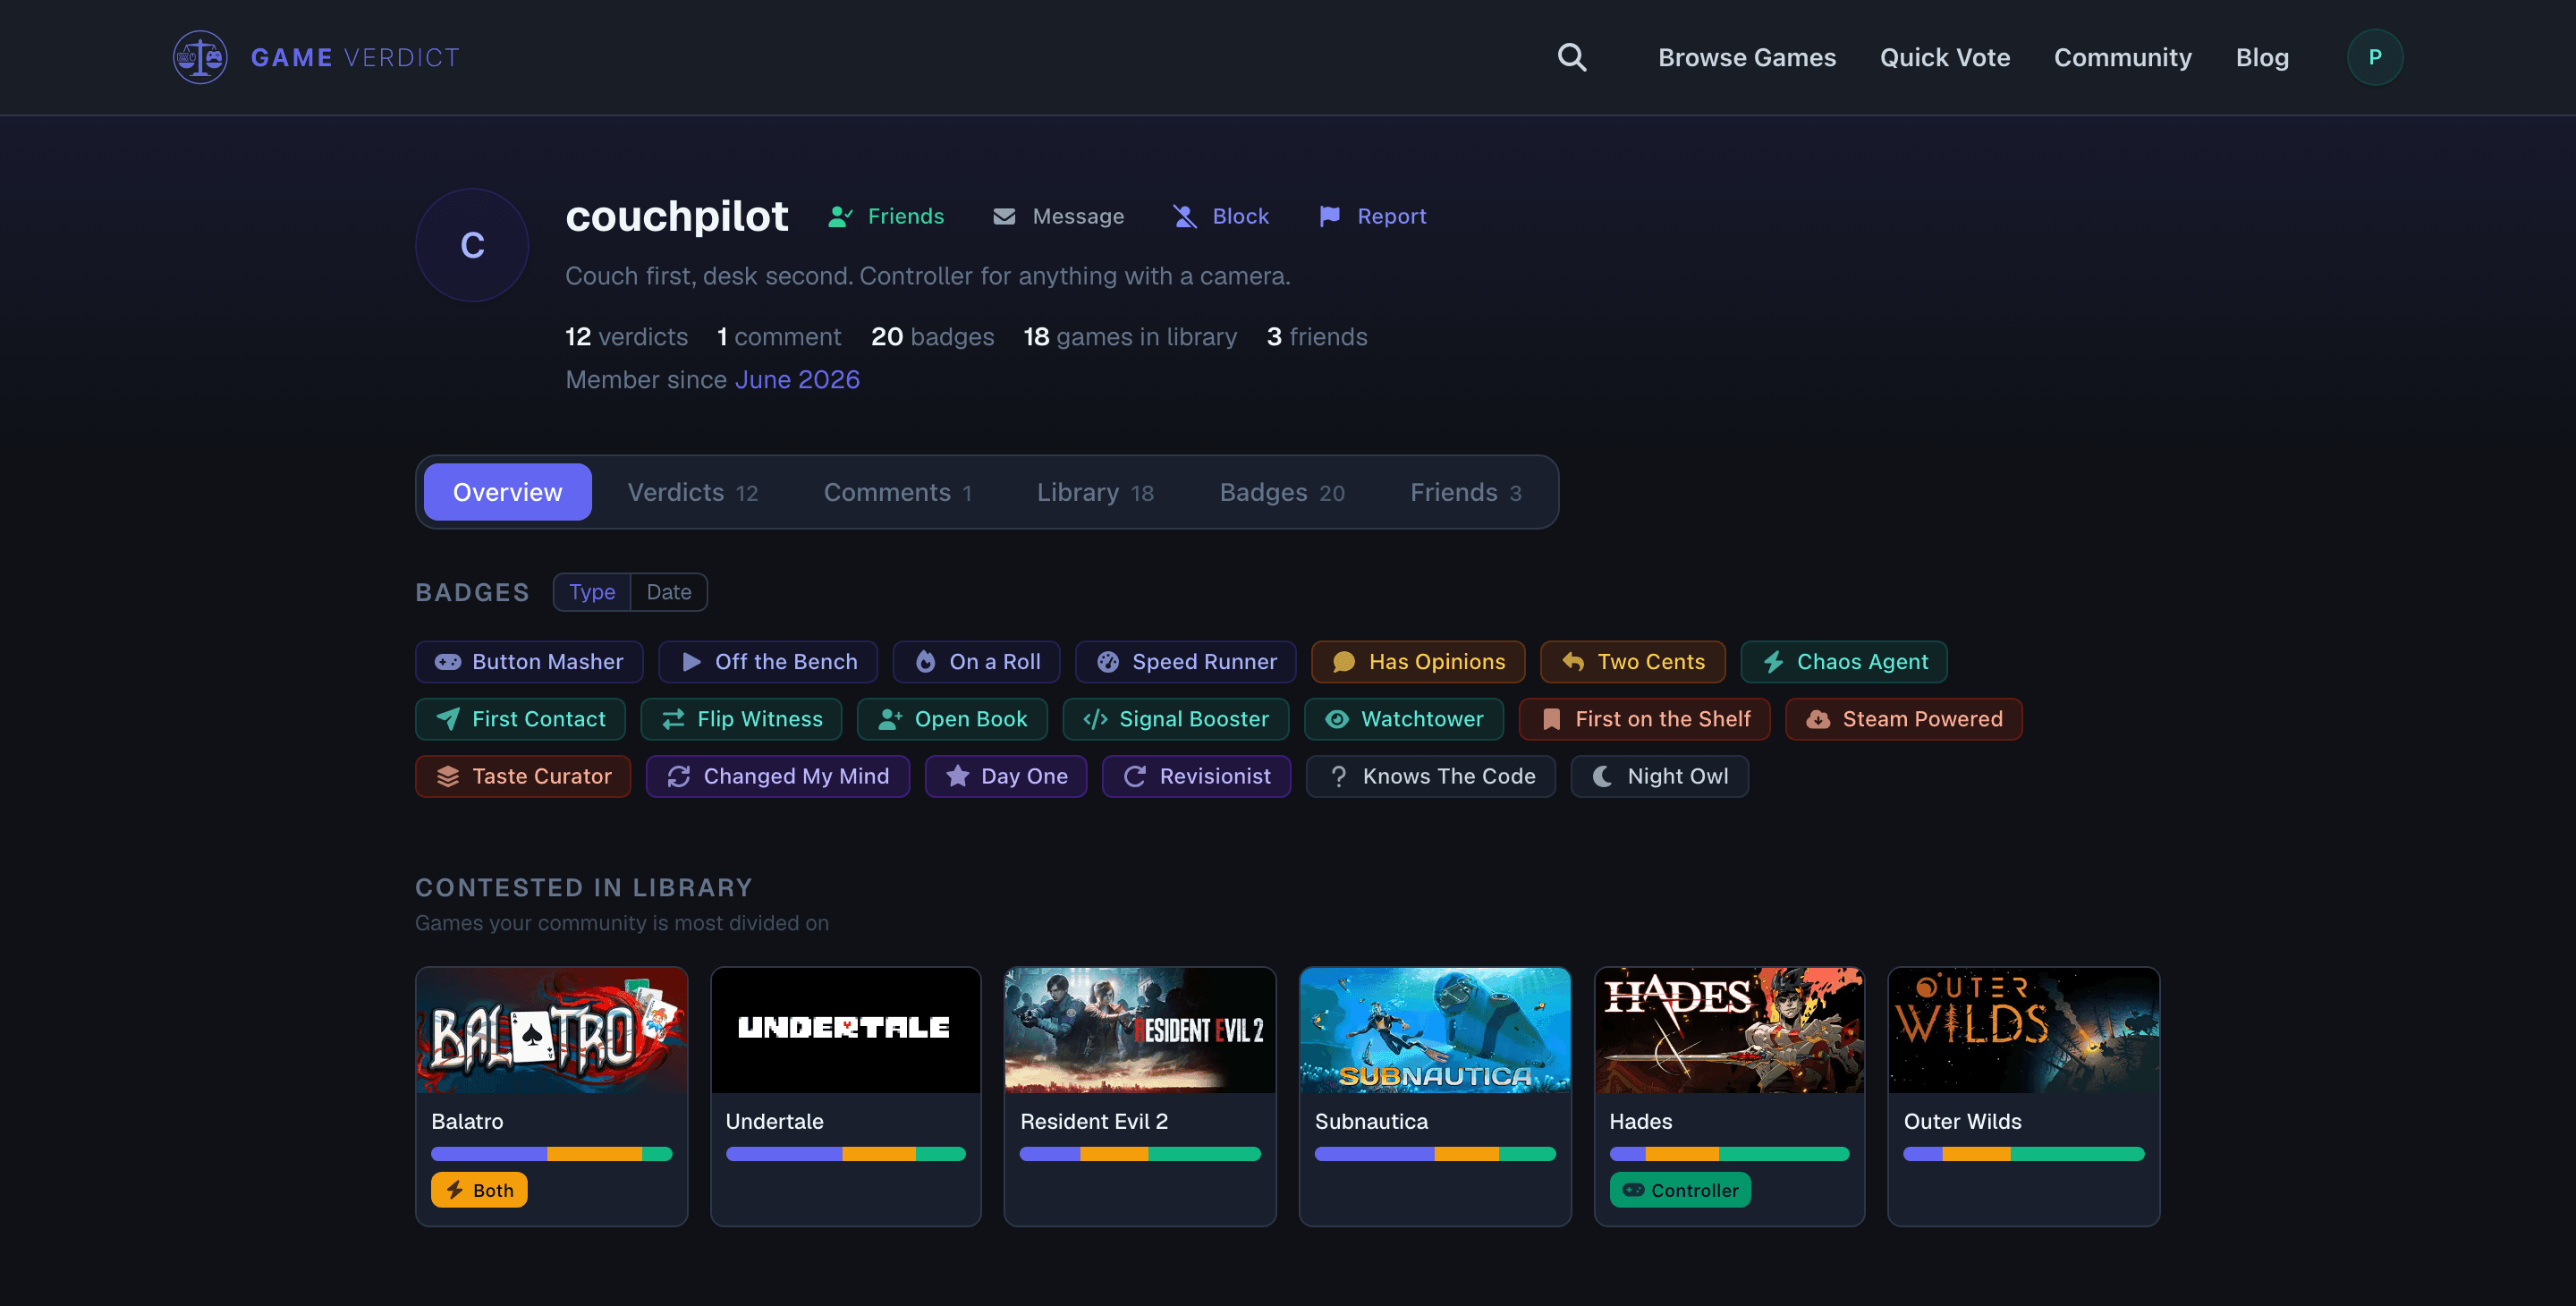 GAME VERDICT
Browse Games Quick Vote Community Blog P
C
couchpilot Friends Message Block Report
Couch first, desk second. Controller for anything with a camera.
12 verdicts 1 comment 20 badges 18 games in library 3 friends
Member since June 2026
Overview Verdicts 12 Comments 1 Library 18 Badges 20 Friends 3
BADGES Type Date
Button Masher Off the Bench On a Roll Speed Runner Has Opinions Two Cents Chaos Agent
First Contact Flip Witness Open Book Signal Booster Watchtower First on the Shelf Steam Powered
Taste Curator Changed My Mind Day One Revisionist ? Knows The Code Night Owl
CONTESTED IN LIBRARY
Games your community is most divided on
BALATRO UNDERTALE RESIDENT EVIL 2 SUBNAUTICA HADES OUTER WILDS
Balatro Undertale Resident Evil 2 Subnautica Hades Outer Wilds
Both Controller